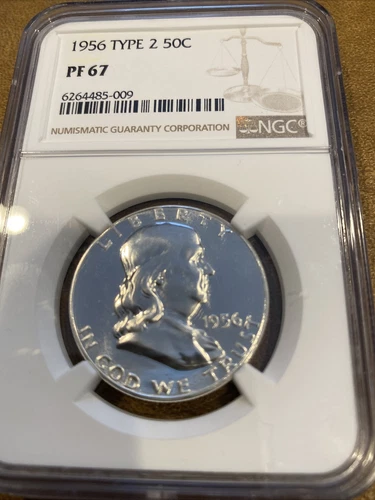 1956 TYPE 2 50C
PF 67
6264485-009
NUMISMATIC GUARANTY CORPORATION
NGC®
LIBERTY
1956
IN GOD WE TRUST